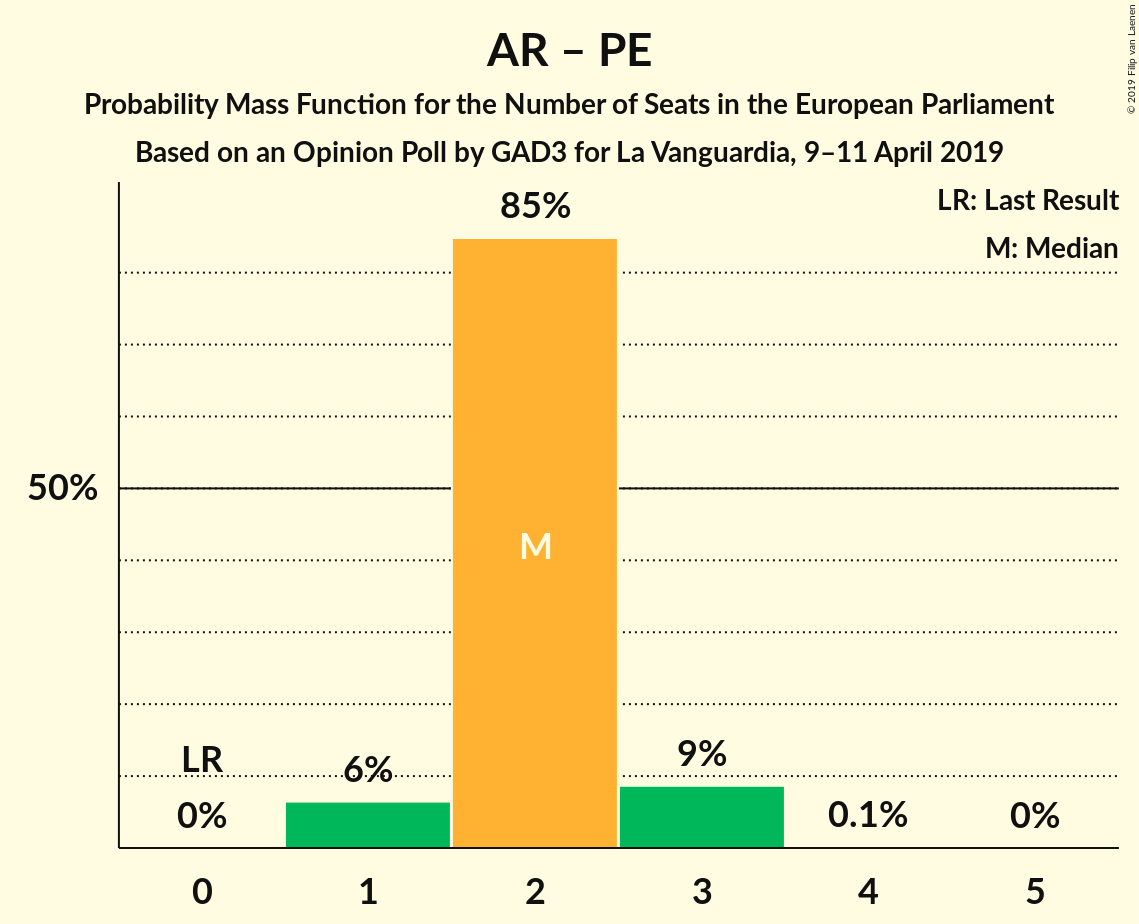 AR – PE
Probability Mass Function for the Number of Seats in the European Parliament
Based on an Opinion Poll by GAD3 for La Vanguardia, 9–11 April 2019
© 2019 Filip van Laenen
LR: Last Result
M: Median
85%
50%
M
LR
0%
6%
9%
0.1%
0%
0 1 2 3 4 5